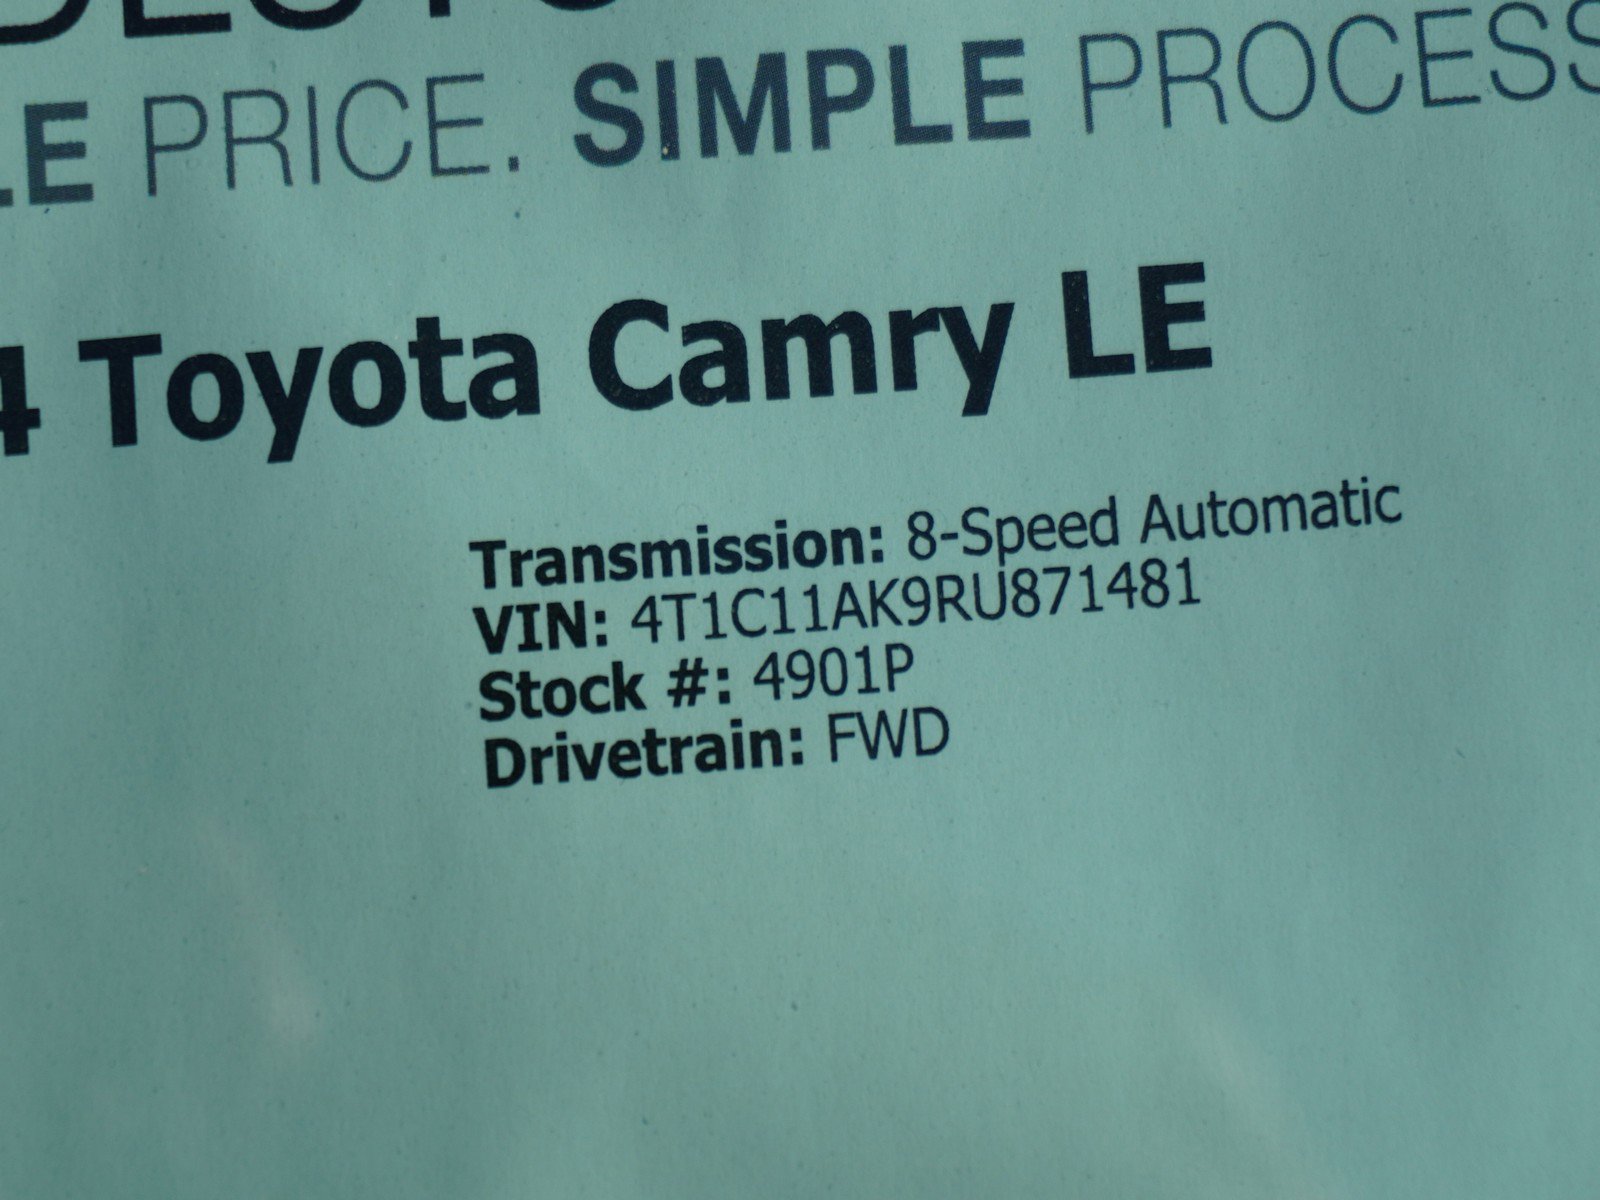 LE PRICE. SIMPLE PROCESS
4 Toyota Camry LE
Transmission: 8-Speed Automatic
VIN: 4T1C11AK9RU871481
Stock #: 4901P
Drivetrain: FWD